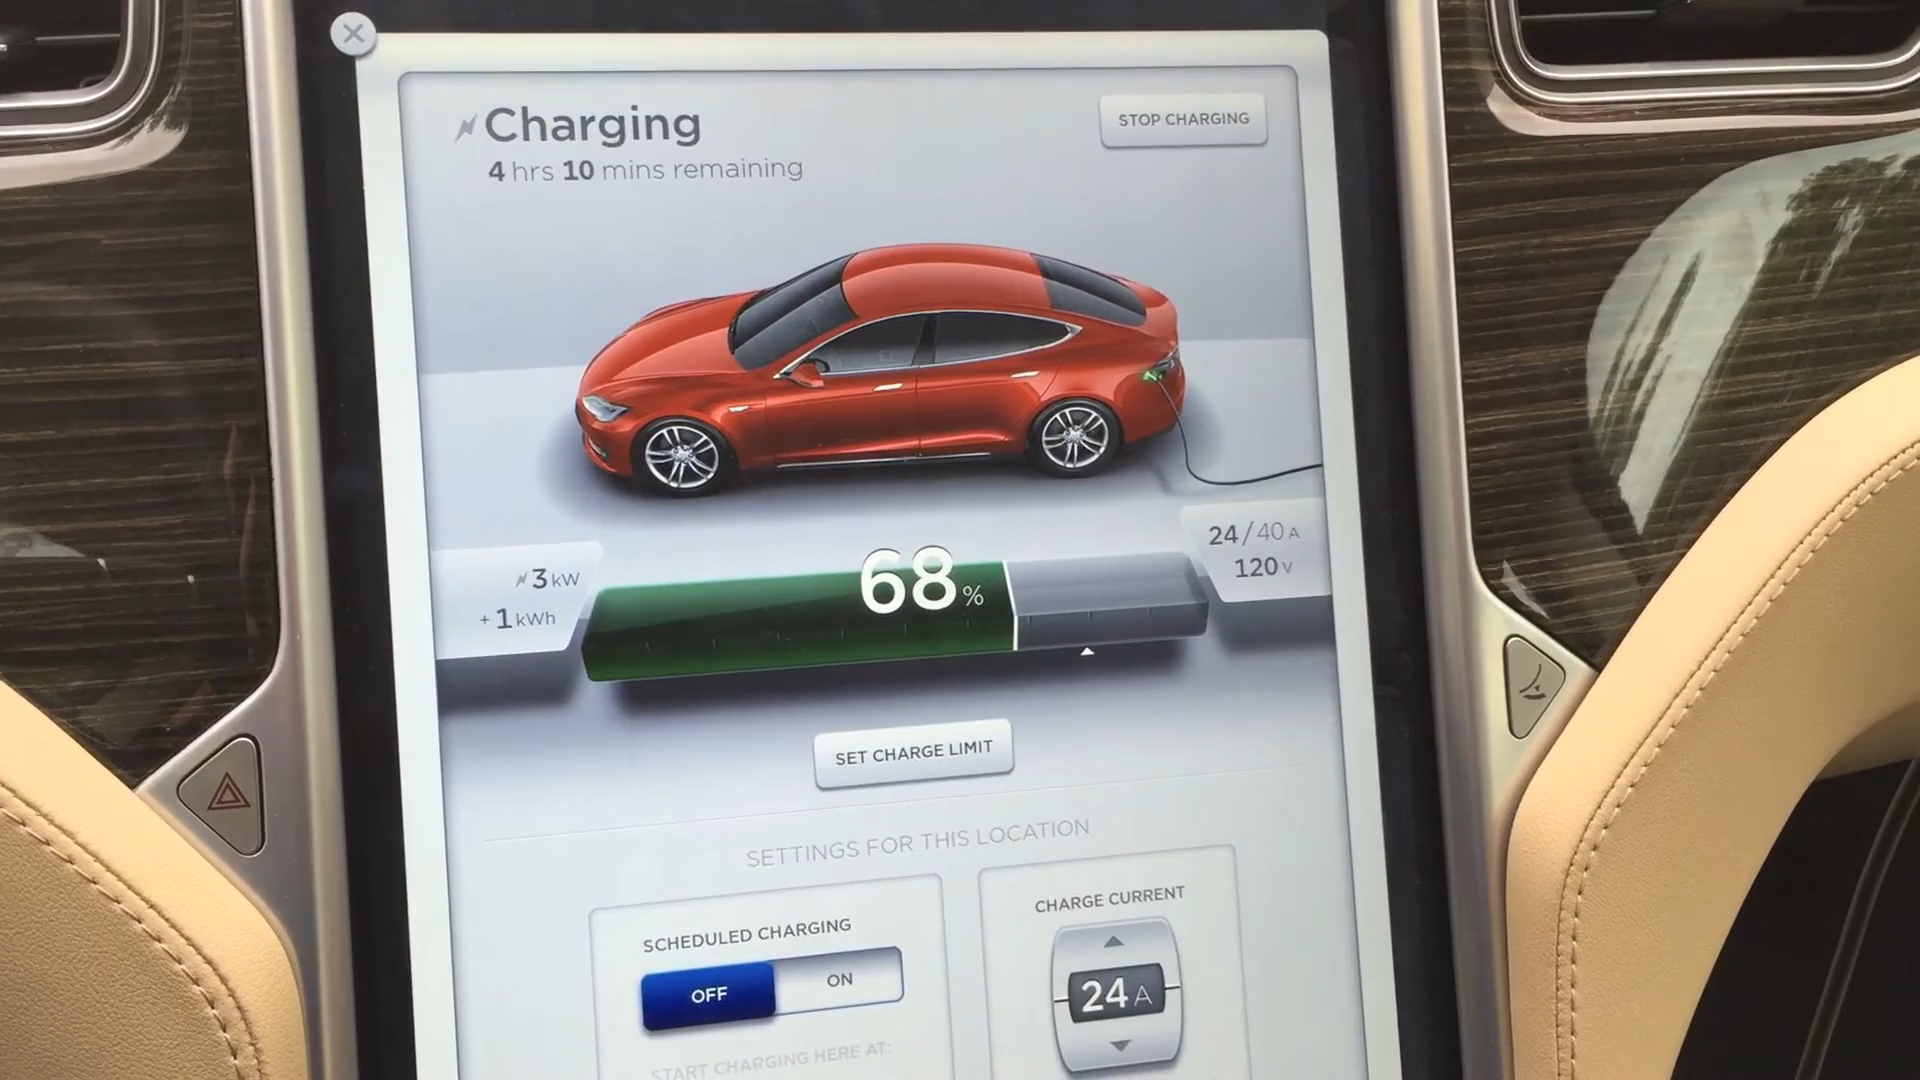 Charging
STOP CHARGING
4 hrs 10 mins remaining
24/40 A
120 V
3 kW
+ 1 kWh
68 %
SET CHARGE LIMIT
SETTINGS FOR THIS LOCATION
SCHEDULED CHARGING
OFF ON
START CHARGING HERE AT:
CHARGE CURRENT
24 A